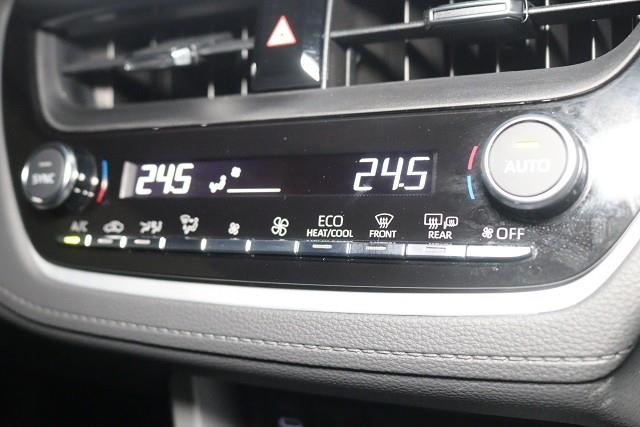 SYNC
24.5
24.5
AUTO
A/C
ECO
HEAT/COOL
FRONT
REAR
OFF